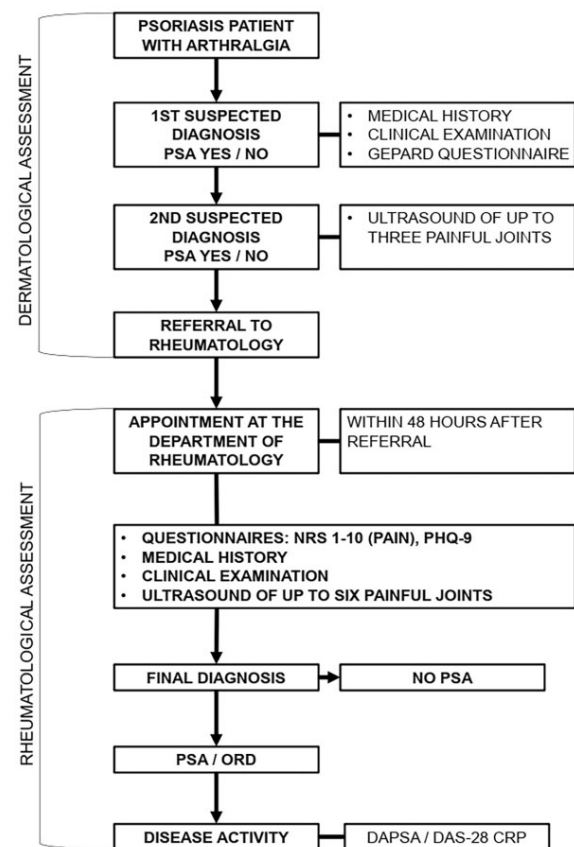 DERMATOLOGICAL ASSESSMENT
PSORIASIS PATIENT
WITH ARTHRALGIA
1ST SUSPECTED
DIAGNOSIS
PSA YES / NO
• MEDICAL HISTORY
• CLINICAL EXAMINATION
• GEPARD QUESTIONNAIRE
2ND SUSPECTED
DIAGNOSIS
PSA YES / NO
• ULTRASOUND OF UP TO
THREE PAINFUL JOINTS
REFERRAL TO
RHEUMATOLOGY
RHEUMATOLOGICAL ASSESSMENT
APPOINTMENT AT THE
DEPARTMENT OF
RHEUMATOLOGY
WITHIN 48 HOURS AFTER
REFERRAL
• QUESTIONNAIRES: NRS 1-10 (PAIN), PHQ-9
• MEDICAL HISTORY
• CLINICAL EXAMINATION
• ULTRASOUND OF UP TO SIX PAINFUL JOINTS
FINAL DIAGNOSIS
NO PSA
PSA / ORD
DISEASE ACTIVITY
DAPSA / DAS-28 CRP